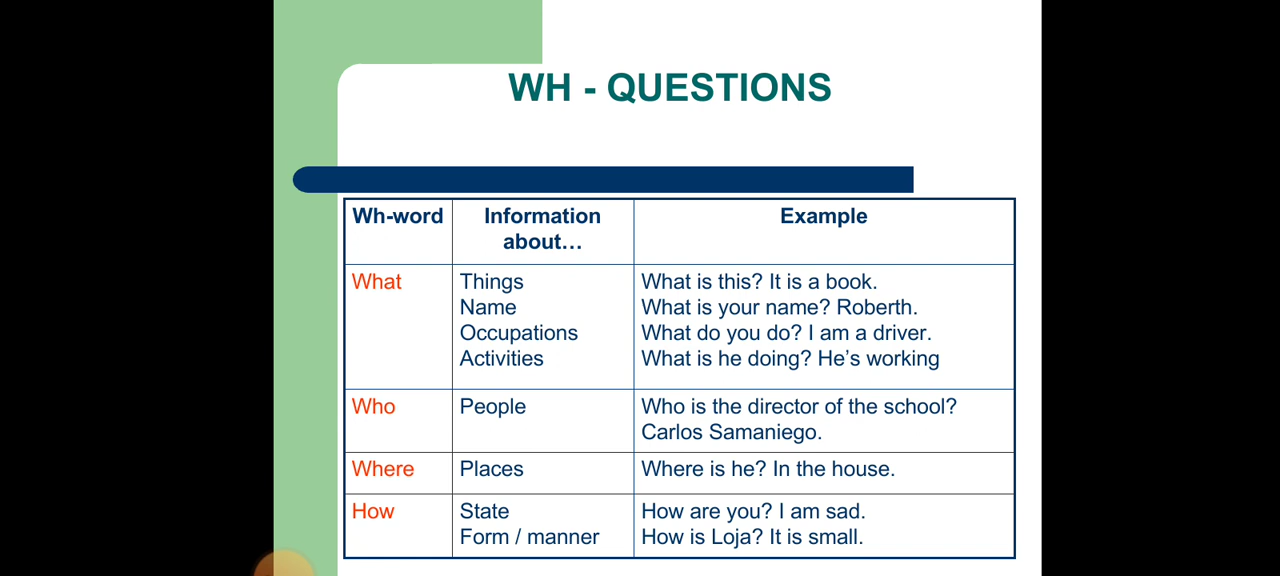 WH - QUESTIONS
Wh-word
Information
about…
Example
What
Things
Name
Occupations
Activities
What is this? It is a book.
What is your name? Roberth.
What do you do? I am a driver.
What is he doing? He’s working
Who
People
Who is the director of the school?
Carlos Samaniego.
Where
Places
Where is he? In the house.
How
State
Form / manner
How are you? I am sad.
How is Loja? It is small.